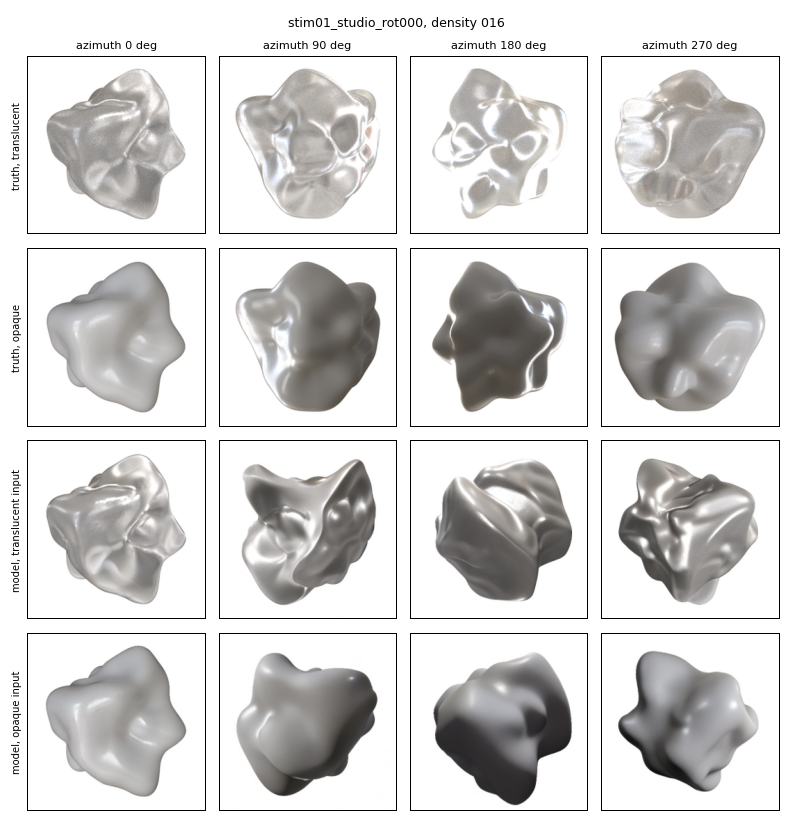 stim01_studio_rot000, density 016
azimuth 0 deg
azimuth 90 deg
azimuth 180 deg
azimuth 270 deg
truth, translucent
truth, opaque
model, translucent input
model, opaque input